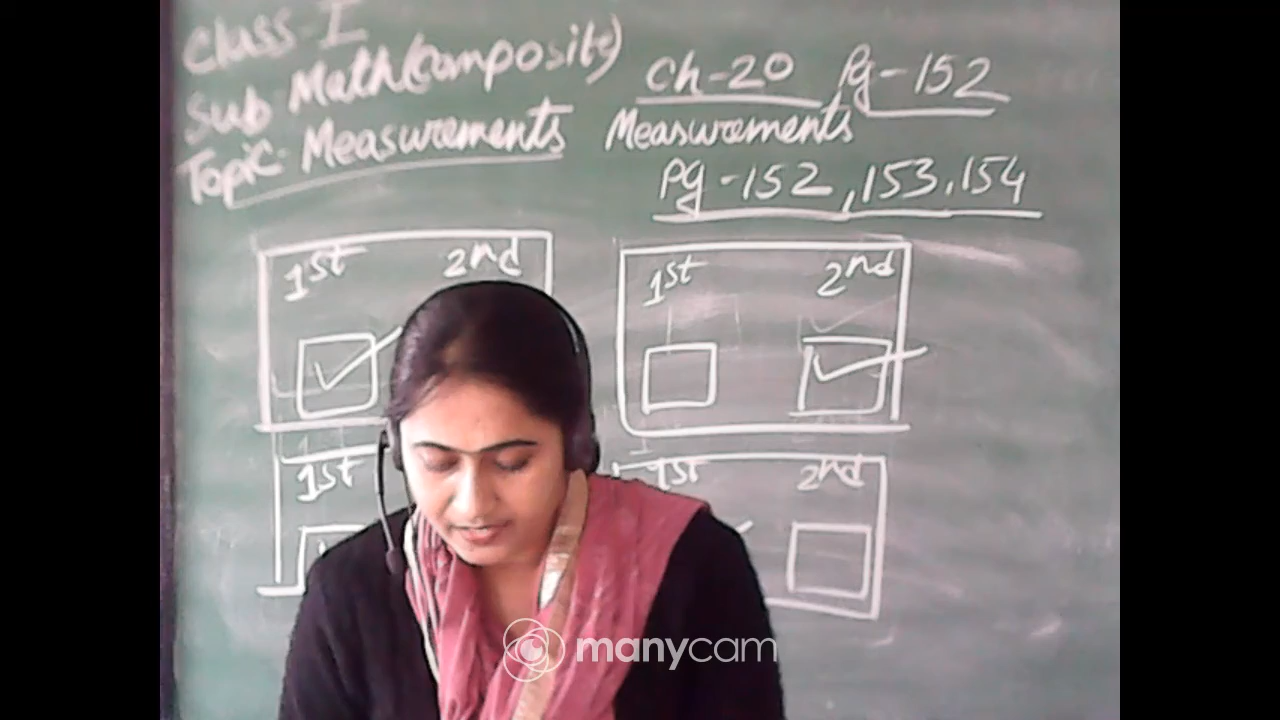 Class-I
Sub-Math(Composite)
Topic-Measurements
Ch-20 Pg-152
Measurements
Pg-152,153,154
1st 2nd
1st 2nd
1st
1st 2nd
manycam